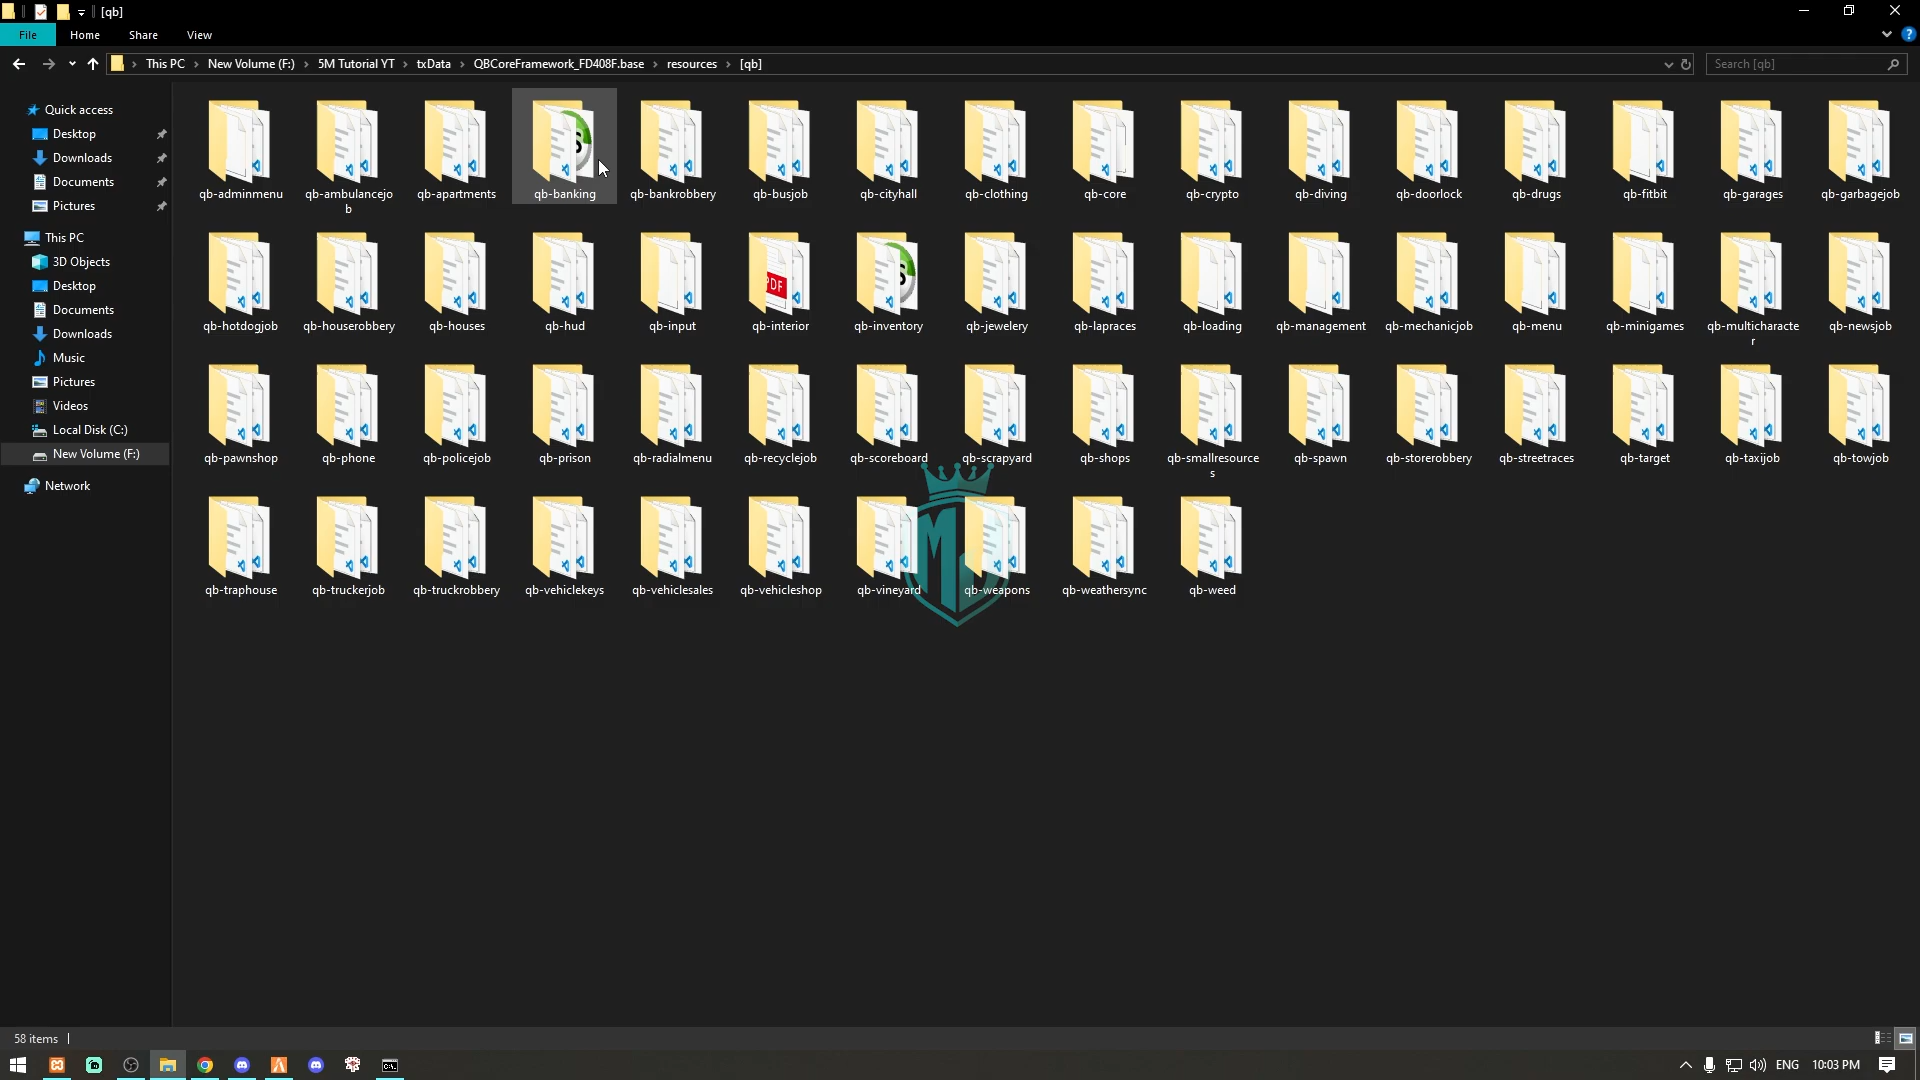 [qb]
File
Home
Share
View
This PC
New Volume (F:)
5M Tutorial YT
txData
QBCoreFramework_FD408F.base
resources
[qb]
Search [qb]
Quick access
Desktop
Downloads
Documents
Pictures
This PC
3D Objects
Desktop
Documents
Downloads
Music
Pictures
Videos
Local Disk (C:)
New Volume (F:)
Network
qb-adminmenu
qb-ambulancejo
b
qb-apartments
qb-banking
qb-bankrobbery
qb-busjob
qb-cityhall
qb-clothing
qb-core
qb-crypto
qb-diving
qb-doorlock
qb-drugs
qb-fitbit
qb-garages
qb-garbagejob
qb-hotdogjob
qb-houserobbery
qb-houses
qb-hud
qb-input
qb-interior
PDF
qb-inventory
qb-jewelery
qb-lapraces
qb-loading
qb-management
qb-mechanicjob
qb-menu
qb-minigames
qb-multicharacte
r
qb-newsjob
qb-pawnshop
qb-phone
qb-policejob
qb-prison
qb-radialmenu
qb-recyclejob
qb-scoreboard
qb-scrapyard
qb-shops
qb-smallresource
s
qb-spawn
qb-storerobbery
qb-streetraces
qb-target
qb-taxijob
qb-towjob
qb-traphouse
qb-truckerjob
qb-truckrobbery
qb-vehiclekeys
qb-vehiclesales
qb-vehicleshop
qb-vineyard
qb-weapons
qb-weathersync
qb-weed
58 items
ENG
10:03 PM